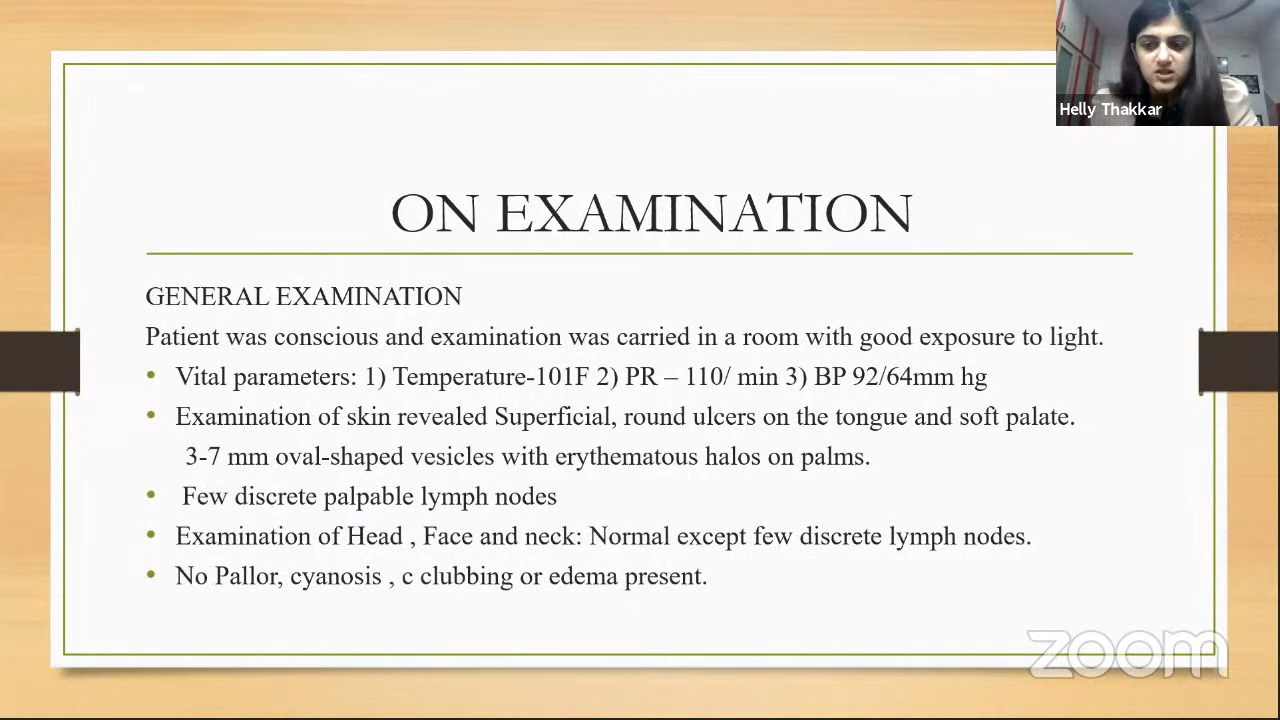 Helly Thakkar
ON EXAMINATION
GENERAL EXAMINATION
Patient was conscious and examination was carried in a room with good exposure to light.
• Vital parameters: 1) Temperature-101F 2) PR – 110/ min 3) BP 92/64mm hg
• Examination of skin revealed Superficial, round ulcers on the tongue and soft palate.
3-7 mm oval-shaped vesicles with erythematous halos on palms.
• Few discrete palpable lymph nodes
• Examination of Head , Face and neck: Normal except few discrete lymph nodes.
• No Pallor, cyanosis , c clubbing or edema present.
zoom